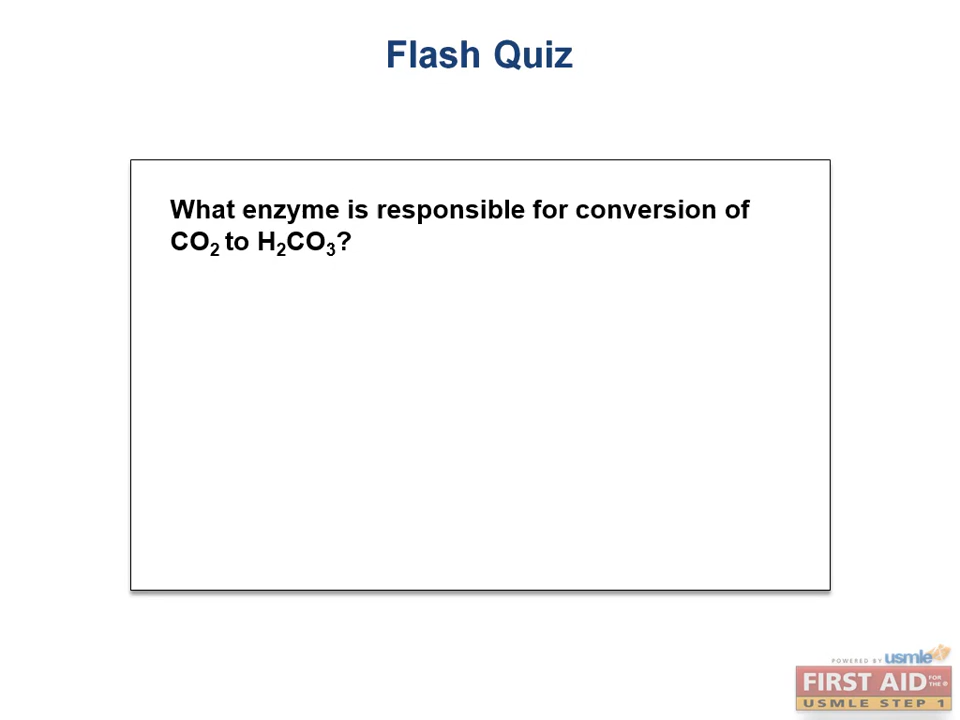 Flash Quiz
What enzyme is responsible for conversion of
CO₂ to H₂CO₃?
POWERED BY usmle
FIRST AID FOR THE ®
USMLE STEP 1